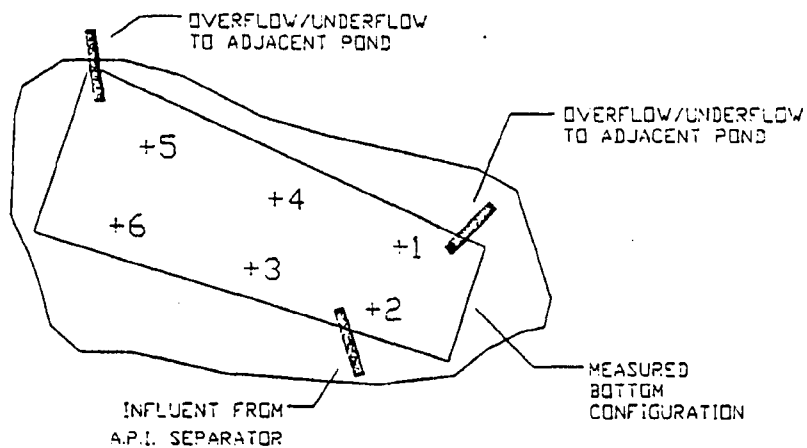 OVERFLOW/UNDERFLOW
TO ADJACENT POND
OVERFLOW/UNDERFLOW
TO ADJACENT POND
+5
+4
+1
+6
+3
+2
MEASURED
BOTTOM
CONFIGURATION
INFLUENT FROM
A.P.I. SEPARATOR